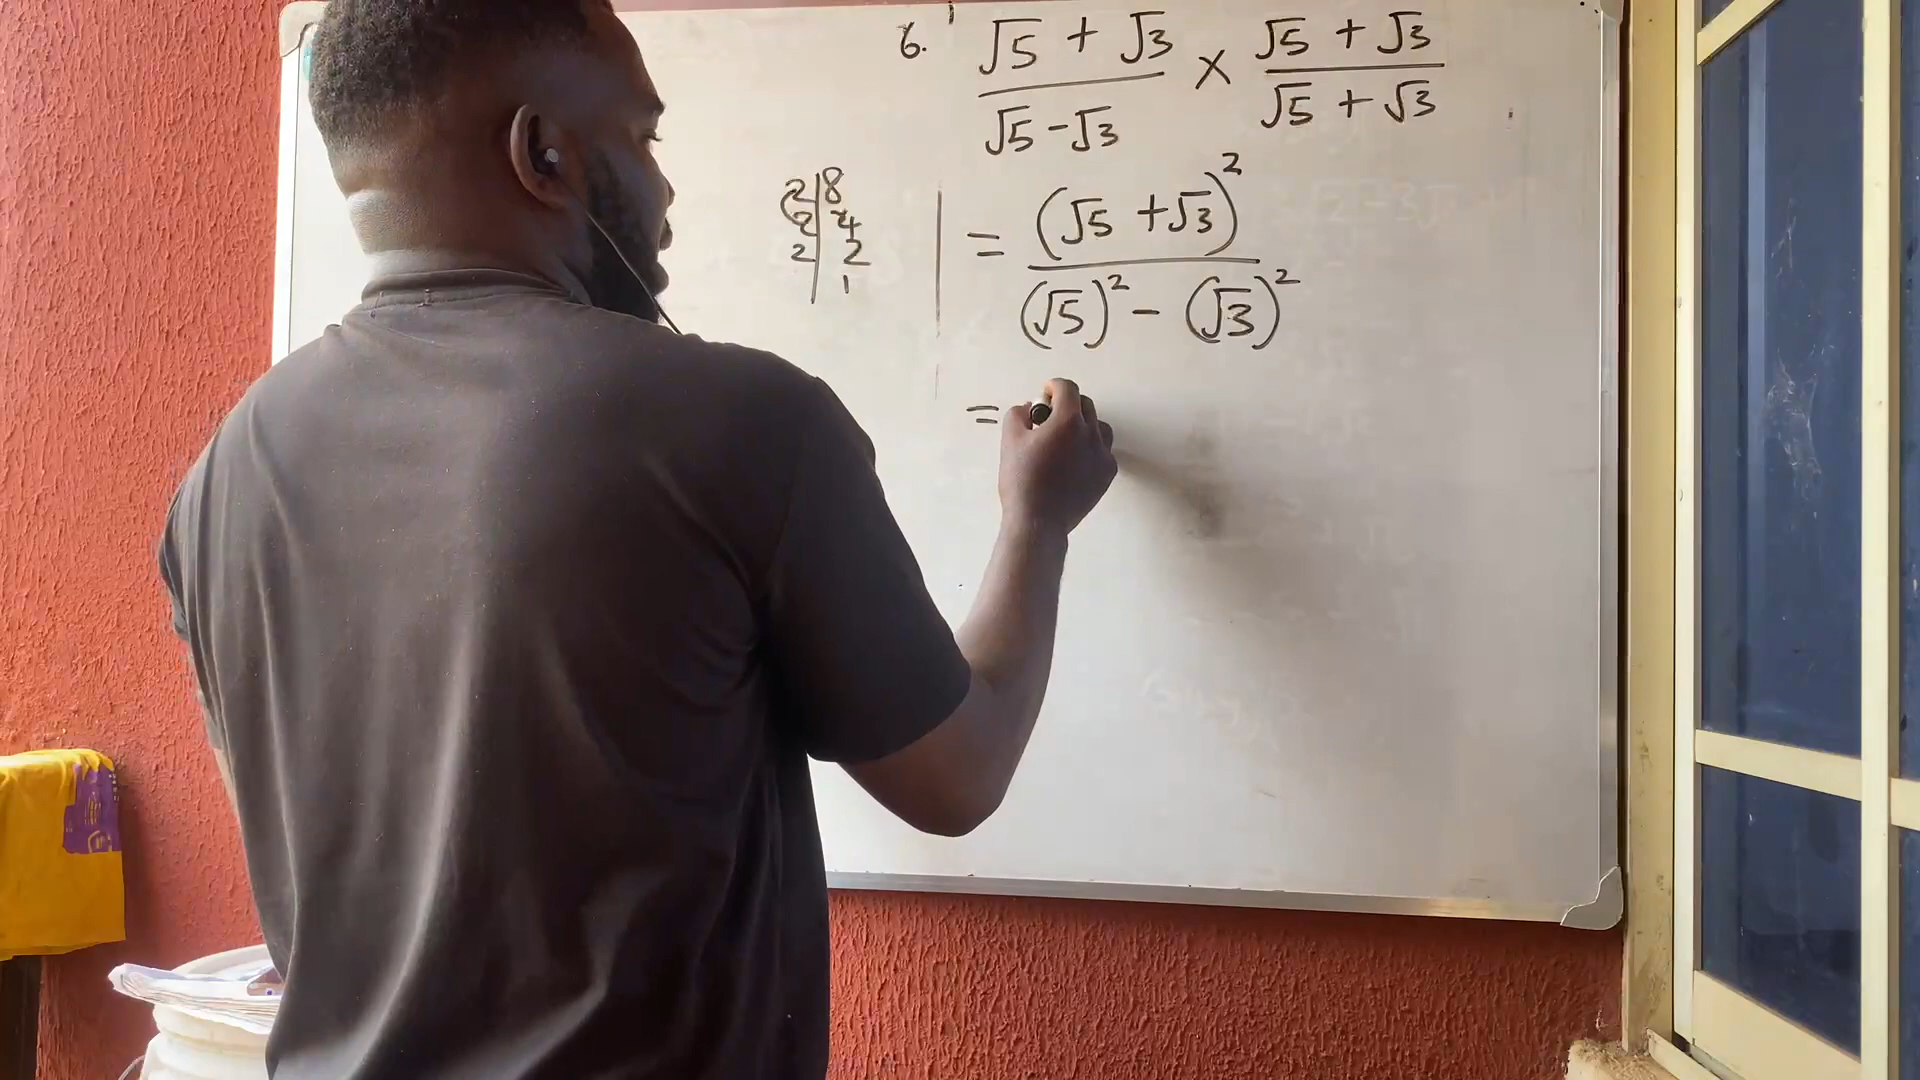 6. √5 + √3 / √5 - √3 × √5 + √3 / √5 + √3
2 | 8
2 | 4
2 | 2
1
= (√5 + √3)² / (√5)² - (√3)²
=